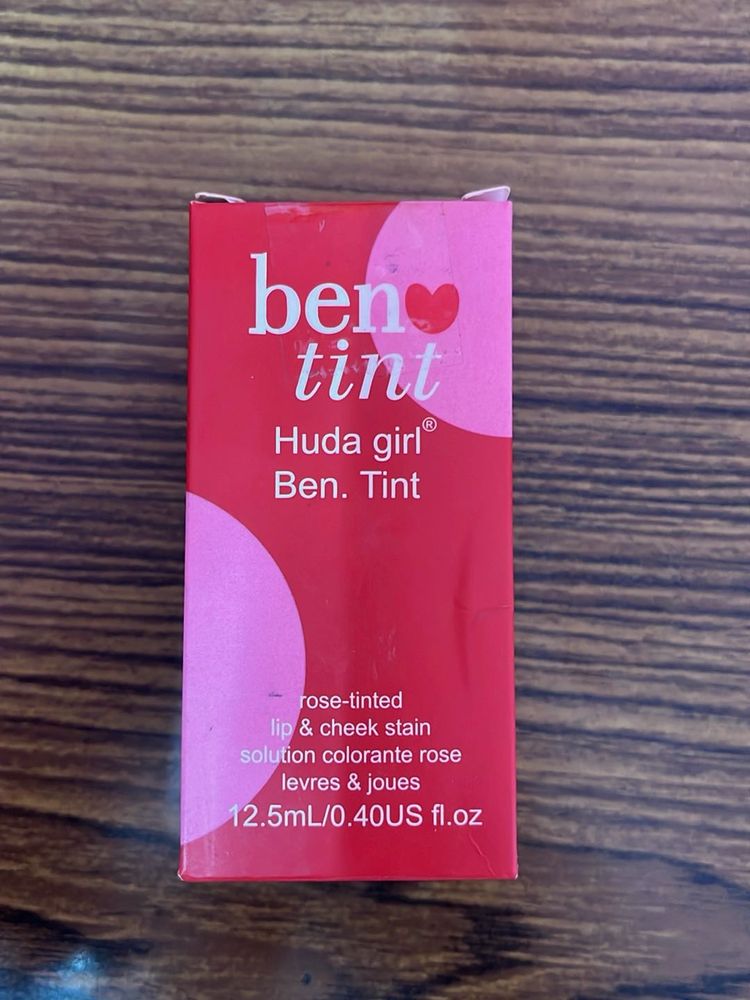 ben
tint
Huda girl®
Ben. Tint
rose-tinted
lip & cheek stain
solution colorante rose
levres & joues
12.5mL/0.40US fl.oz